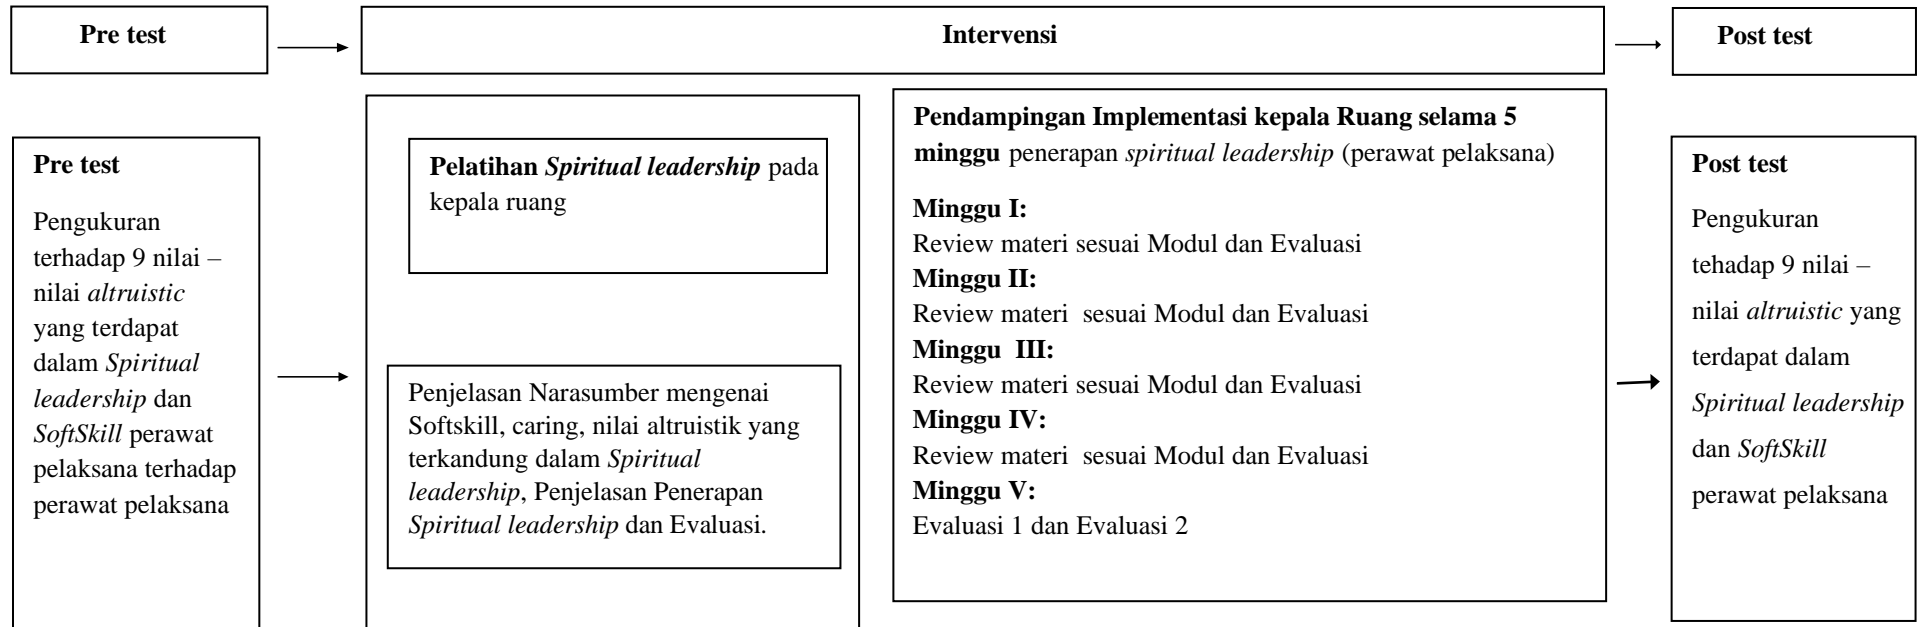 Pre test
Intervensi
Post test
Pre test
Pengukuran
terhadap 9 nilai –
nilai altruistic
yang terdapat
dalam Spiritual
leadership dan
SoftSkill perawat
pelaksana terhadap
perawat pelaksana
Pelatihan Spiritual leadership pada
kepala ruang
Penjelasan Narasumber mengenai
Softskill, caring, nilai altruistik yang
terkandung dalam Spiritual
leadership, Penjelasan Penerapan
Spiritual leadership dan Evaluasi.
Pendampingan Implementasi kepala Ruang selama 5
minggu penerapan spiritual leadership (perawat pelaksana)
Minggu I:
Review materi sesuai Modul dan Evaluasi
Minggu II:
Review materi sesuai Modul dan Evaluasi
Minggu III:
Review materi sesuai Modul dan Evaluasi
Minggu IV:
Review materi sesuai Modul dan Evaluasi
Minggu V:
Evaluasi 1 dan Evaluasi 2
Post test
Pengukuran
tehadap 9 nilai –
nilai altruistic yang
terdapat dalam
Spiritual leadership
dan SoftSkill
perawat pelaksana